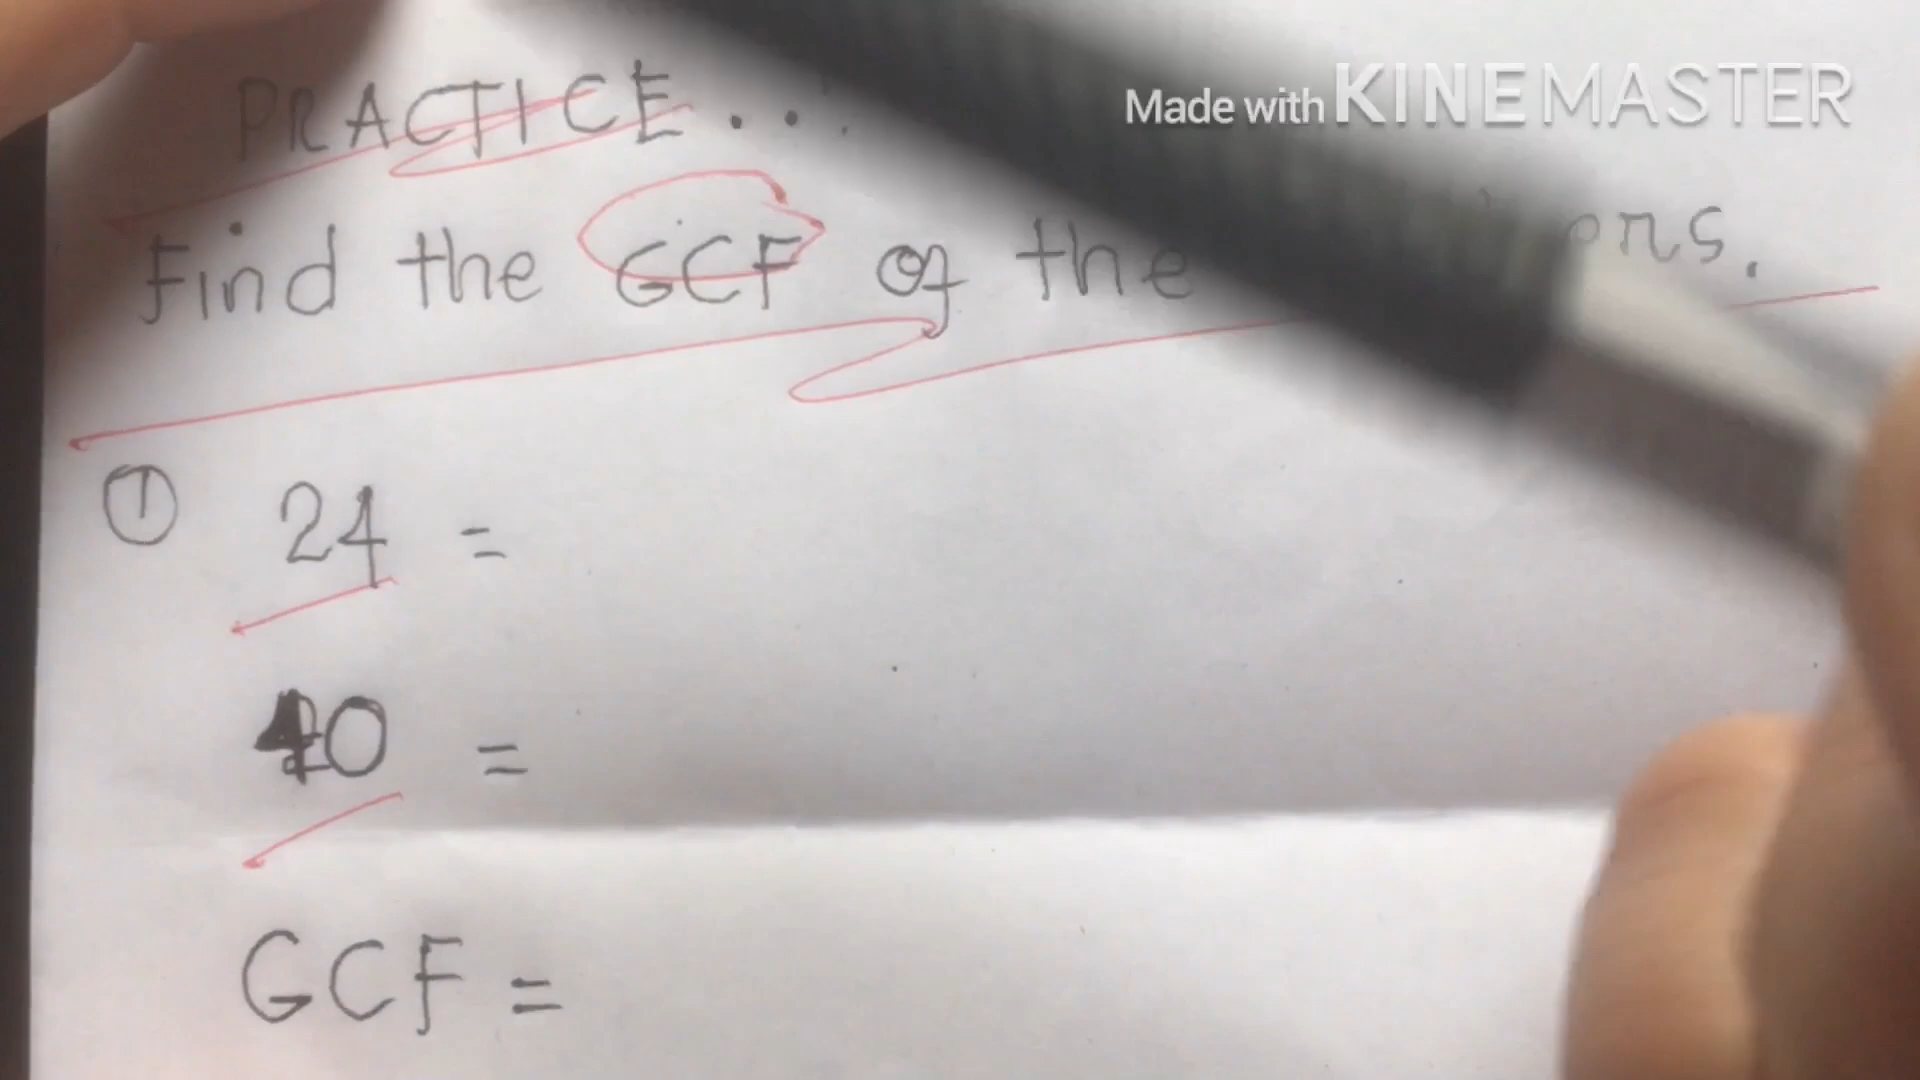 Made with KINEMASTER
PRACTICE...
Find the GCF of the
① 24 =
40 =
GCF =